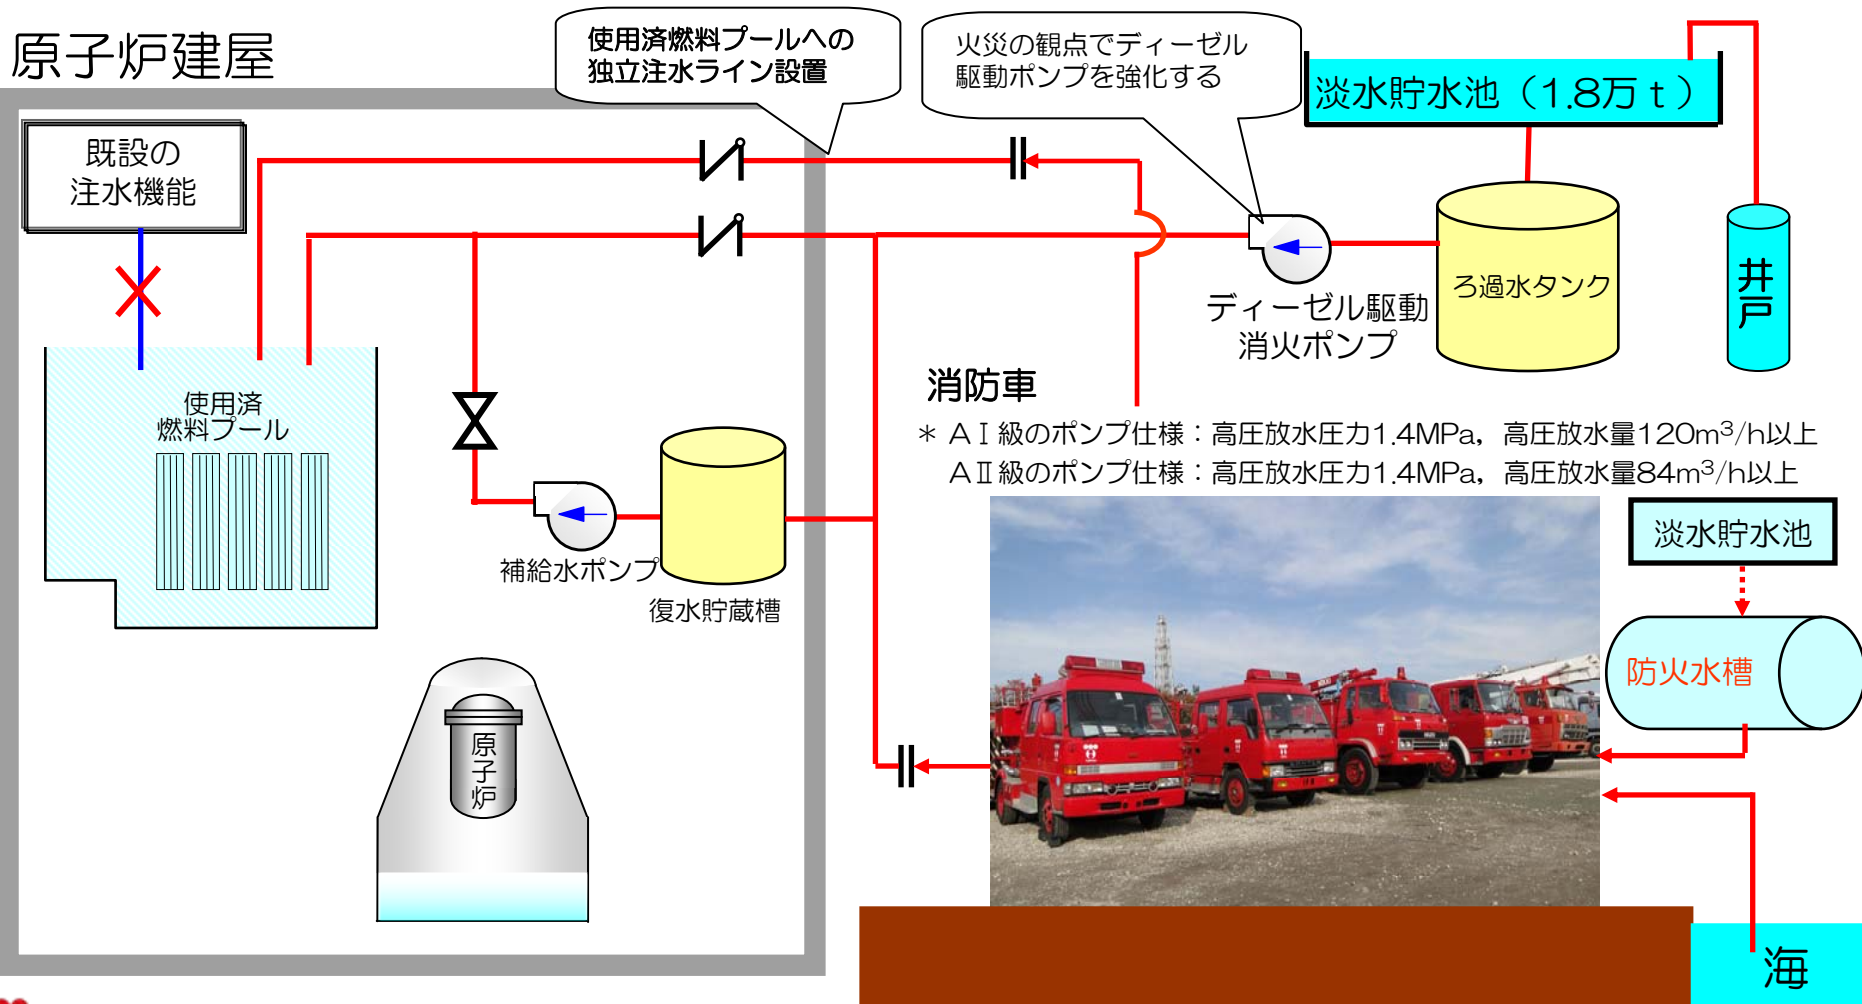 原子炉建屋
使用済燃料プールへの
独立注水ライン設置
火災の観点でディーゼル
駆動ポンプを強化する
淡水貯水池（1.8万ｔ）
既設の
注水機能
ろ過水タンク
井戸
ディーゼル駆動
消火ポンプ
使用済
燃料プール
消防車
＊ＡⅠ級のポンプ仕様：高圧放水圧力1.4MPa，高圧放水量120m³/h以上
ＡⅡ級のポンプ仕様：高圧放水圧力1.4MPa，高圧放水量84m³/h以上
補給水ポンプ
復水貯蔵槽
淡水貯水池
防火水槽
原子炉
海